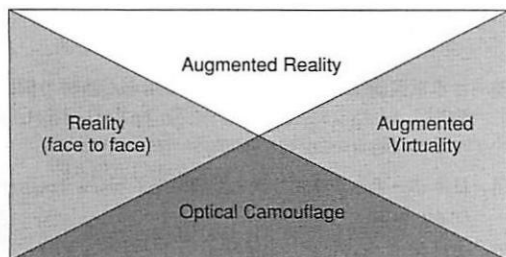 Augmented Reality
Reality
(face to face)
Augmented
Virtuality
Optical Camouflage